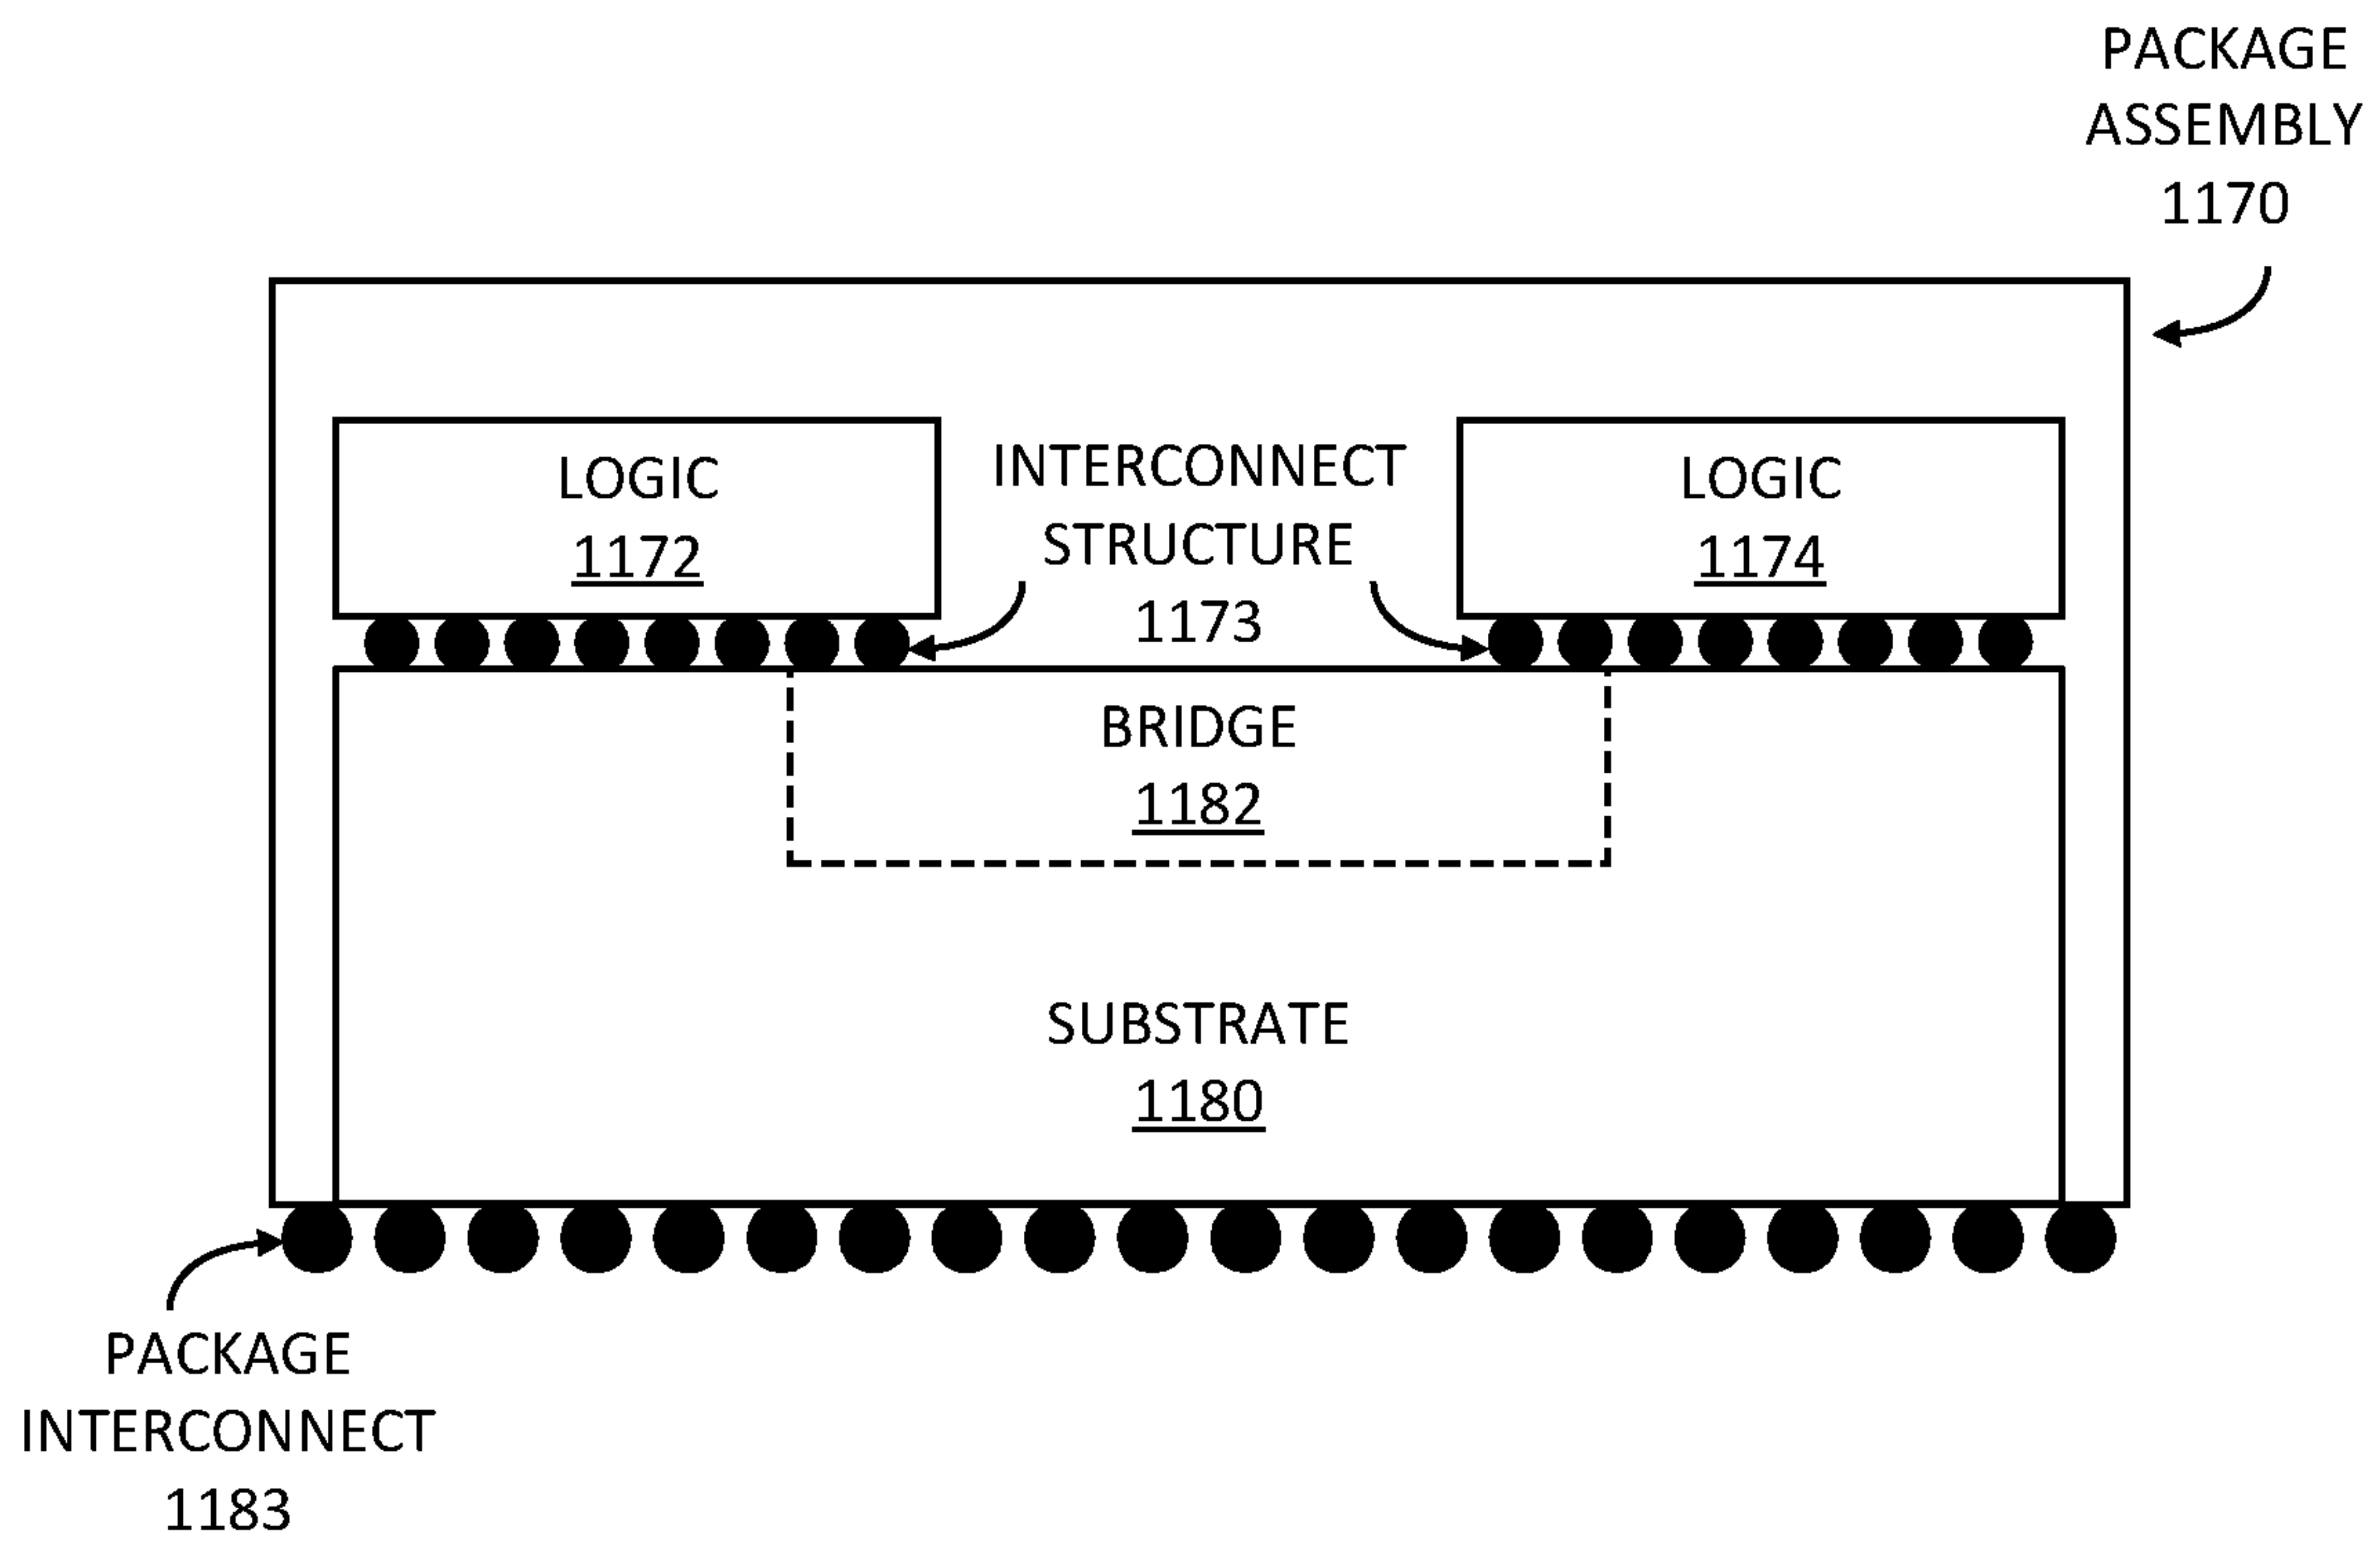 PACKAGE
ASSEMBLY
1170
LOGIC
1172
INTERCONNECT
STRUCTURE
1173
LOGIC
1174
BRIDGE
1182
SUBSTRATE
1180
PACKAGE
INTERCONNECT
1183